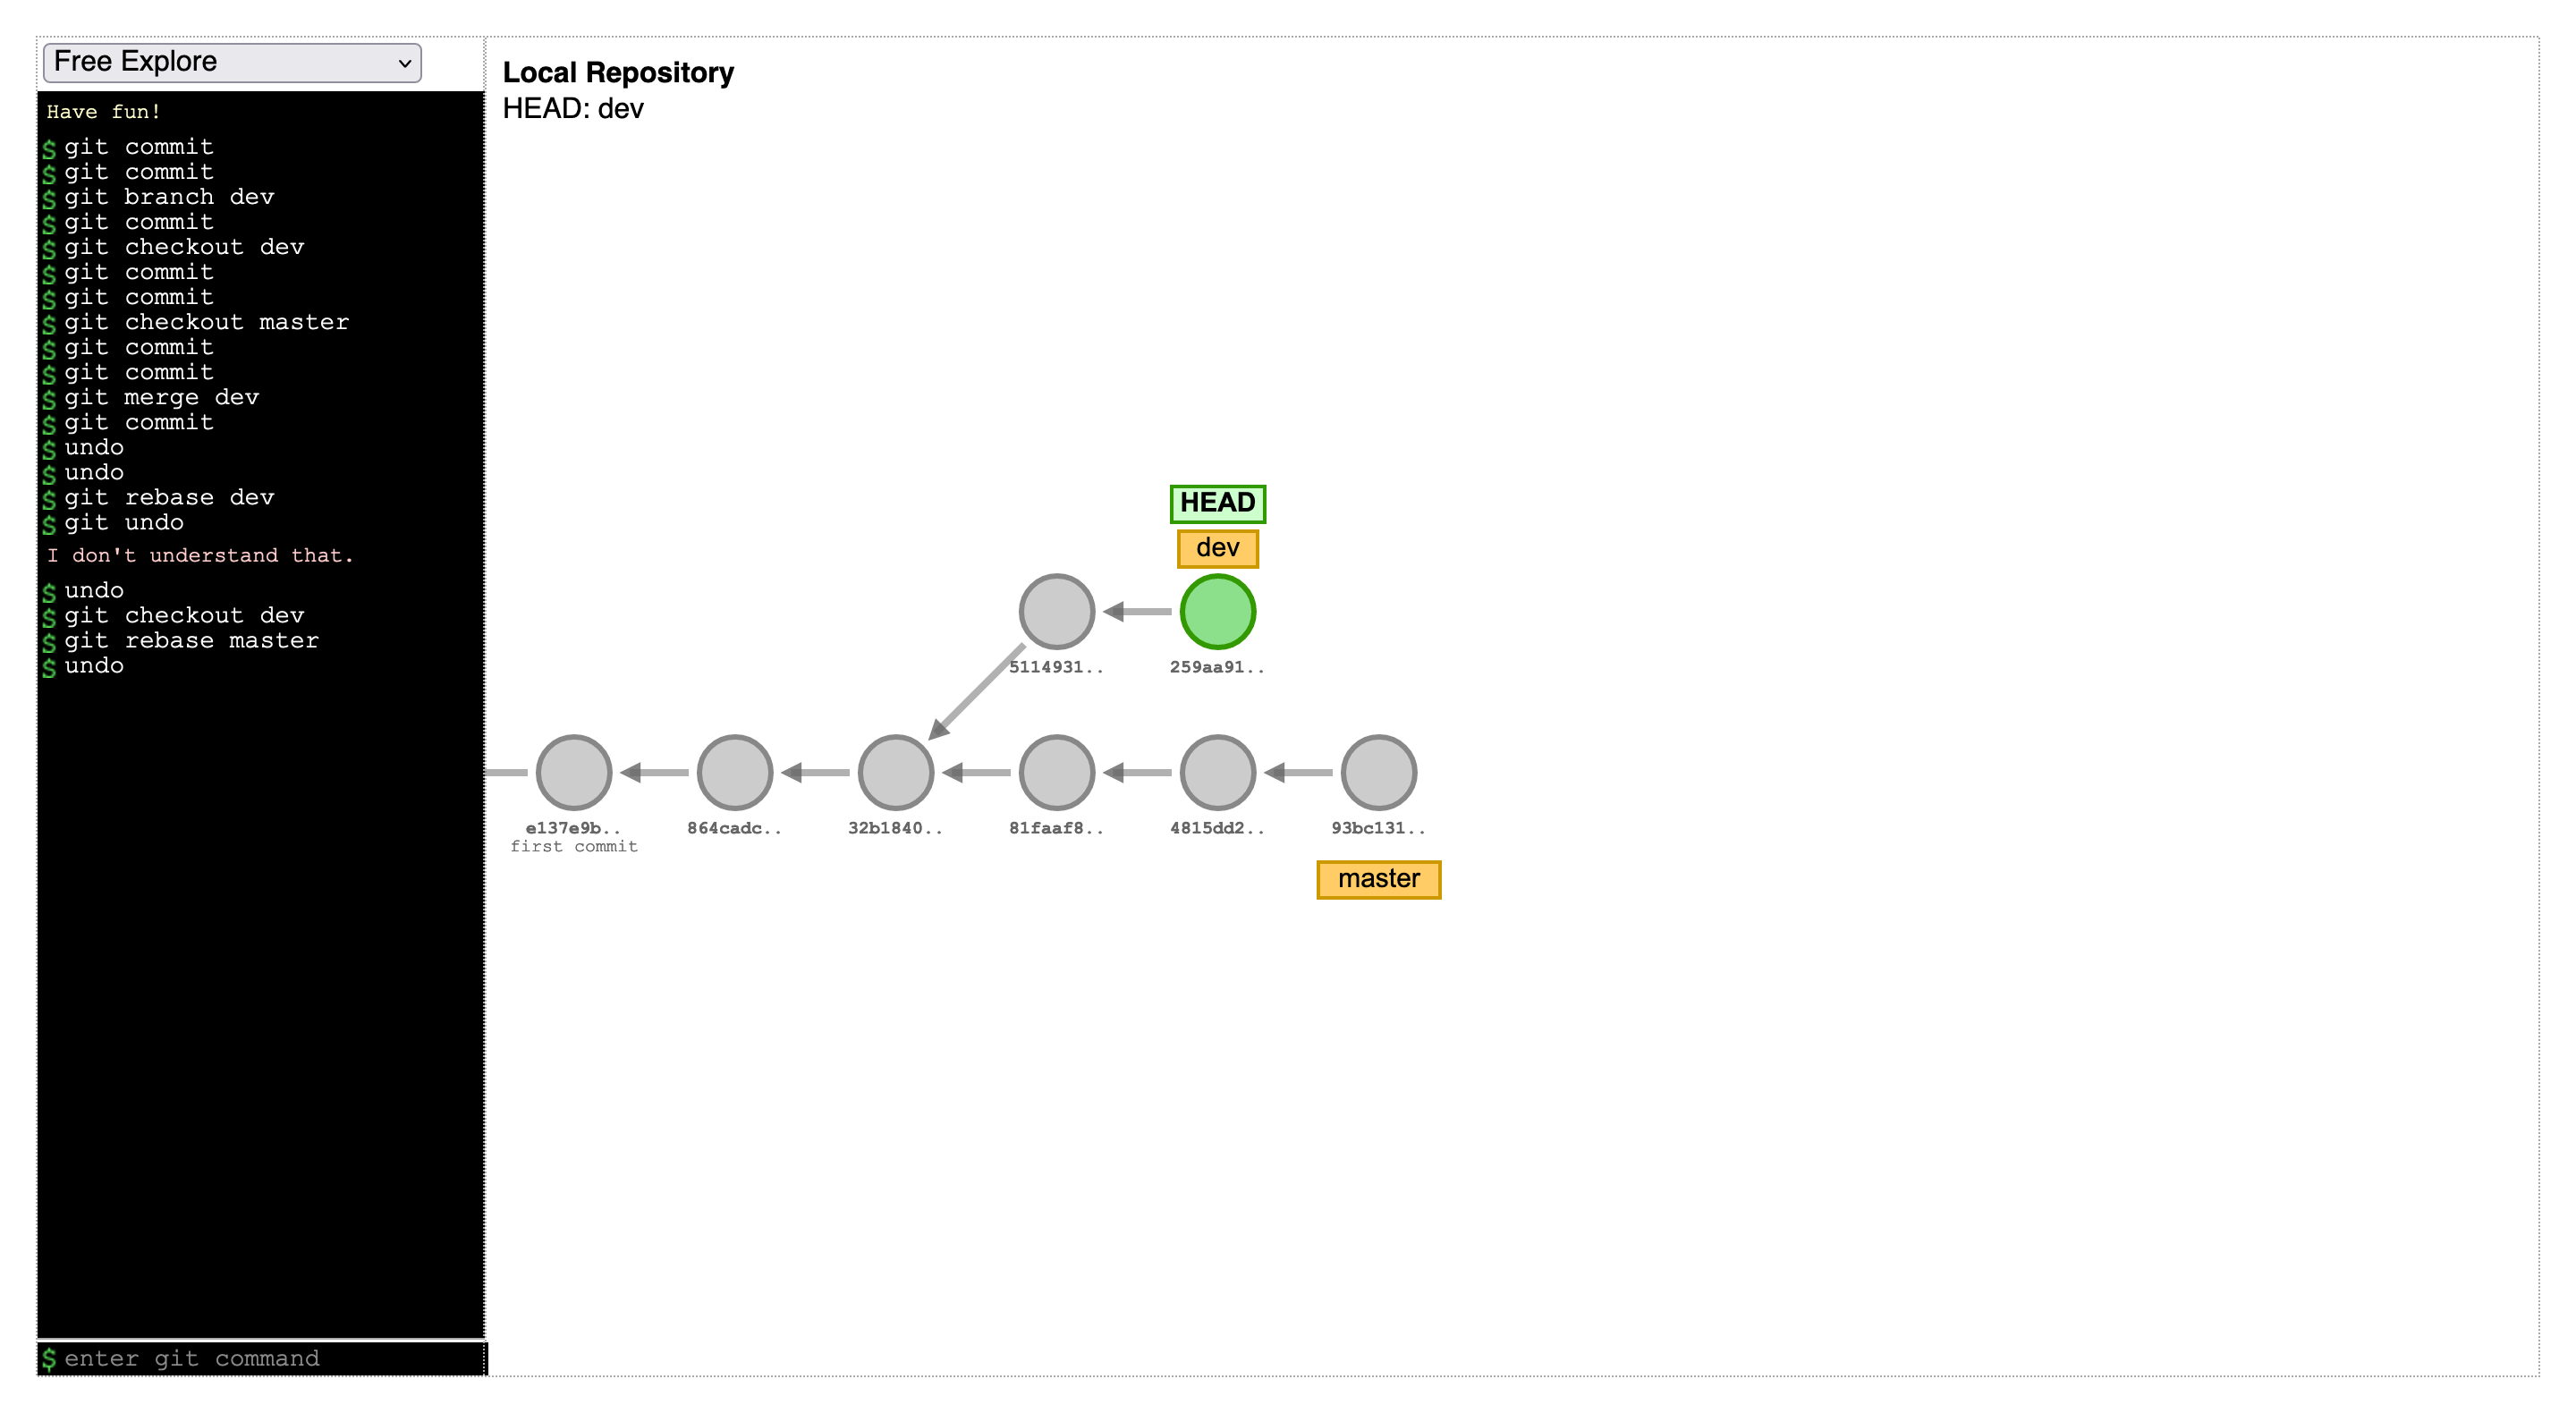 Free Explore
Have fun!
$ git commit
$ git commit
$ git branch dev
$ git commit
$ git checkout dev
$ git commit
$ git commit
$ git checkout master
$ git commit
$ git commit
$ git merge dev
$ git commit
$ undo
$ undo
$ git rebase dev
$ git undo
I don't understand that.
$ undo
$ git checkout dev
$ git rebase master
$ undo
$ enter git command
Local Repository
HEAD: dev
HEAD
dev
5114931..
259aa91..
e137e9b..
first commit
864cadc..
32b1840..
81faaf8..
4815dd2..
93bc131..
master